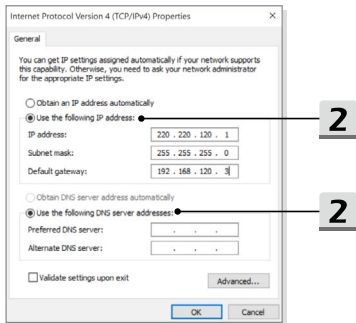 Internet Protocol Version 4 (TCP/IPv4) Properties
General
You can get IP settings assigned automatically if your network supports
this capability. Otherwise, you need to ask your network administrator
for the appropriate IP settings.
Obtain an IP address automatically
Use the following IP address:
2
IP address:
220 . 220 . 120 . 1
Subnet mask:
255 . 255 . 255 . 0
Default gateway:
192 . 168 . 120 . 3
Obtain DNS server address automatically
Use the following DNS server addresses:
2
Preferred DNS server:
. . .
Alternate DNS server:
. . .
Validate settings upon exit
Advanced...
OK
Cancel